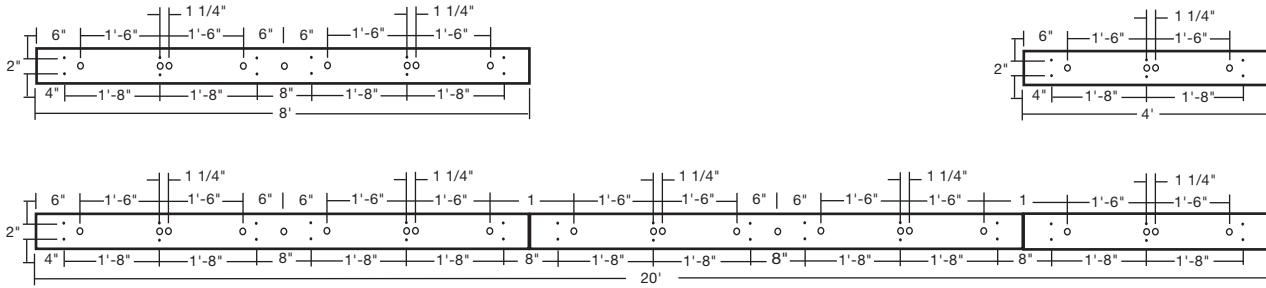 1 1/4" 1 1/4" 1 1/4"
6" 1'-6" 1'-6" 6" 6" 1'-6" 1'-6" 6" 1'-6" 1'-6"
2" 2"
4" 1'-8" 1'-8" 8" 1'-8" 1'-8" 4" 1'-8" 1'-8"
8' 4'
1 1/4" 1 1/4" 1 1/4" 1 1/4" 1 1/4"
6" 1'-6" 1'-6" 6" 6" 1'-6" 1'-6" 1 1'-6" 1'-6" 6" 6" 1'-6" 1'-6" 1 1'-6" 1'-6"
2"
4" 1'-8" 1'-8" 8" 1'-8" 1'-8" 8" 1'-8" 1'-8" 8" 1'-8" 1'-8" 8" 1'-8" 1'-8"
20'